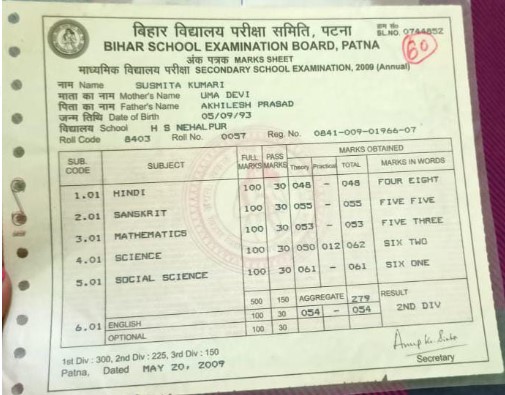 बिहार विद्यालय परीक्षा समिति, पटना
BIHAR SCHOOL EXAMINATION BOARD, PATNA
क्रम सं०
SL.NO. 0744852
60
अंक पत्रक MARKS SHEET
माध्यमिक विद्यालय परीक्षा SECONDARY SCHOOL EXAMINATION, 2009 (Annual)
नाम Name SUSMITA KUMARI
माता का नाम Mother's Name UMA DEVI
पिता का नाम Father's Name AKHILESH PRASAD
जन्म तिथि Date of Birth 05/09/93
विद्यालय School H S NEHALPUR
Roll Code 8403 Roll No. 0057 Reg. No. 0841-009-01966-07
SUB. CODE SUBJECT FULL MARKS PASS MARKS MARKS OBTAINED
Theory Practical TOTAL MARKS IN WORDS
1.01 HINDI 100 30 048 - 048 FOUR EIGHT
2.01 SANSKRIT 100 30 055 - 055 FIVE FIVE
3.01 MATHEMATICS 100 30 053 - 053 FIVE THREE
4.01 SCIENCE 100 30 050 012 062 SIX TWO
5.01 SOCIAL SCIENCE 100 30 061 - 061 SIX ONE
500 150 AGGREGATE 279 RESULT
6.01 ENGLISH 100 30 054 - 054 2ND DIV
OPTIONAL
1st Div : 300, 2nd Div : 225, 3rd Div : 150
Patna, Dated MAY 20, 2009
Secretary